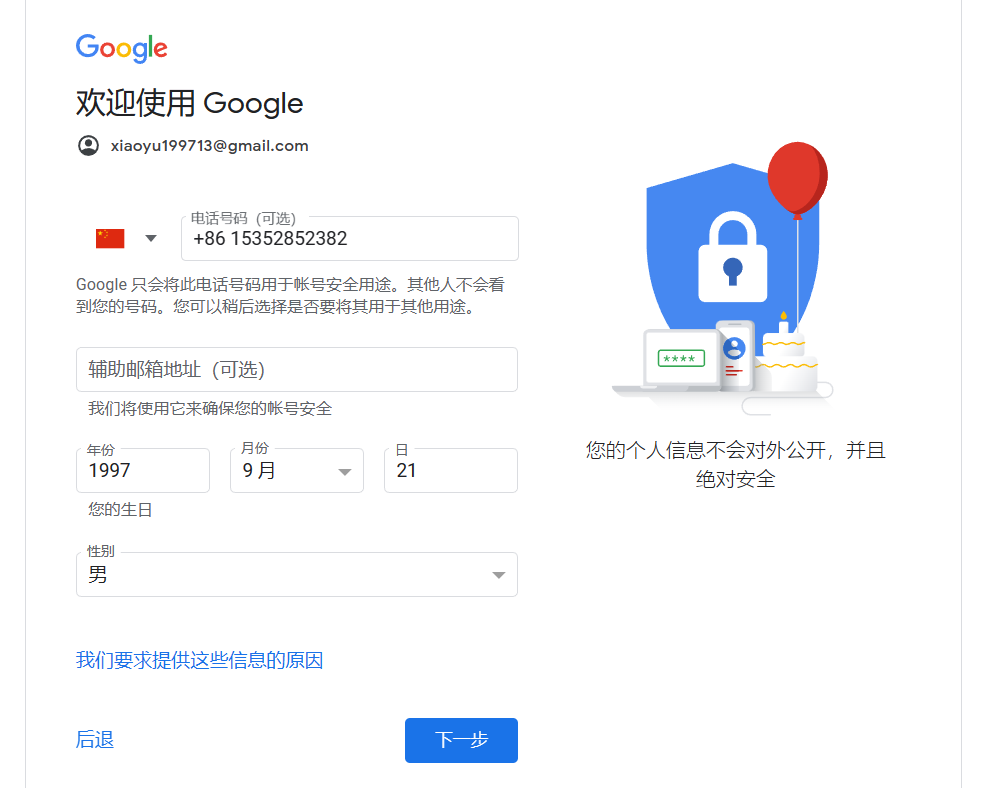 Google
欢迎使用 Google
xiaoyu199713@gmail.com
电话号码（可选）
+86 15352852382
Google 只会将此电话号码用于帐号安全用途。其他人不会看
到您的号码。您可以稍后选择是否要将其用于其他用途。
辅助邮箱地址（可选）
我们将使用它来确保您的帐号安全
年份
1997
月份
9 月
日
21
您的生日
性别
男
我们要求提供这些信息的原因
后退
下一步
****
您的个人信息不会对外公开，并且
绝对安全